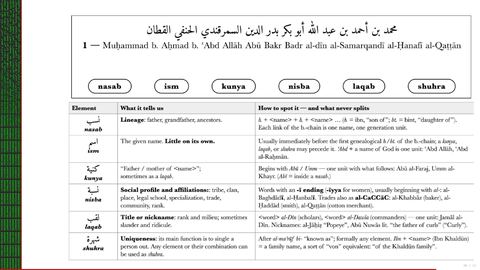 محمد بن أحمد بن عبد الله أبو بكر بدر الدين السمرقندي الحنفي القطان
1 — Muḥammad b. Aḥmad b. ʿAbd Allāh Abū Bakr Badr al-dīn al-Samarqandī al-Ḥanafī al-Qaṭṭān
nasab ism kunya nisba laqab shuhra
Element What it tells us How to spot it — and what never splits
نسب
nasab
Lineage: father, grandfather, ancestors.
b. + <name> + b. + <name> … (b. = ibn, “son of”; bt. = bint, “daughter of”).
Each link of the b.-chain is one name, one generation unit.
اسم
ism
The given name. Little on its own.
Usually immediately before the first genealogical b./bt. of the b.-chain; a kunya,
laqab, or shuhra may precede it. ʿAbd + a name of God is one unit: ʿAbd Allāh, ʿAbd
al-Raḥmān.
كنية
kunya
“Father / mother of <name>”;
sometimes as a laqab.
Begins with Abū / Umm — one unit with what follows: Abū al-Faraj, Umm al-
Khayr. (Abī = inside a nasab.)
نسبة
nisba
Social profile and affiliations: tribe, clan,
place, legal school, specialization, trade,
community, rank.
Words with an -ī ending (-iyya for women), usually beginning with al-: al-
Baghdādī, al-Ḥanbalī. Trades also as al-CaCCāC: al-Khabbāz (baker), al-
Ḥaddād (smith), al-Qaṭṭān (cotton merchant).
لقب
laqab
Title or nickname: rank and milieu; sometimes
slander and ridicule.
<word> al-Dīn (scholars), <word> al-Dawla (commanders) — one unit: Jamāl al-
Dīn. Nicknames: al-Jāḥiẓ “Popeye”, Abū Nuwās lit. “the father of curls” (“Curly”).
شهرة
shuhra
Uniqueness: its main function is to single a
person out. Any element or their combination
can be used as shuhra.
After al-maʿrūf bi- “known as”; formally any element. Ibn + <name> (Ibn Khaldūn)
= a family name, a sort of “von” equivalent: “of the Khaldūn family”.